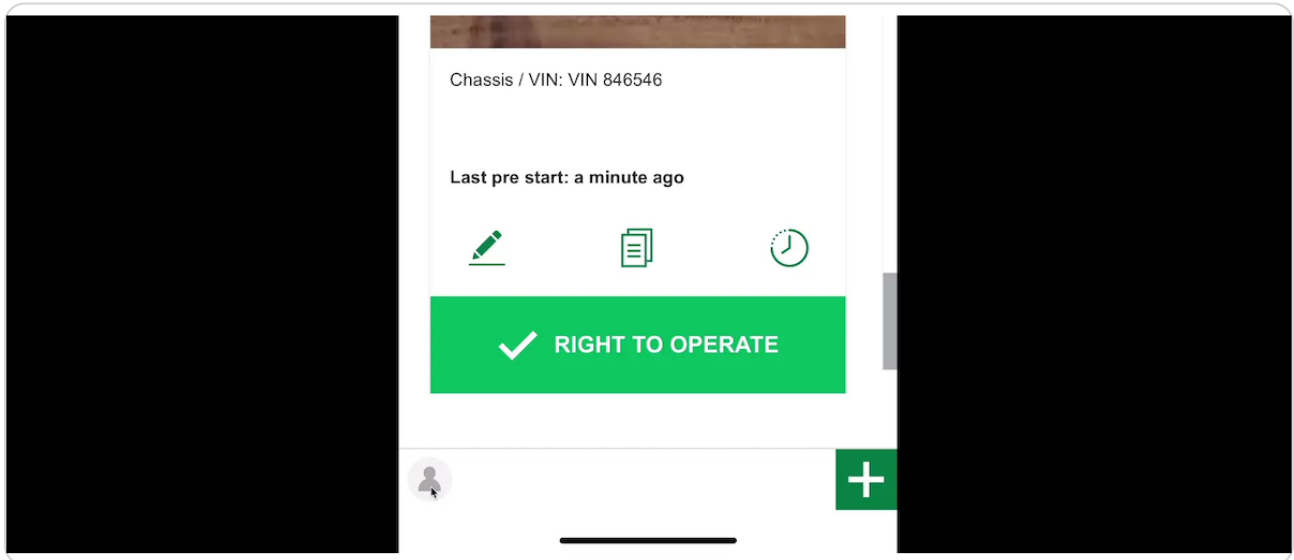 Chassis / VIN: VIN 846546
Last pre start: a minute ago
RIGHT TO OPERATE